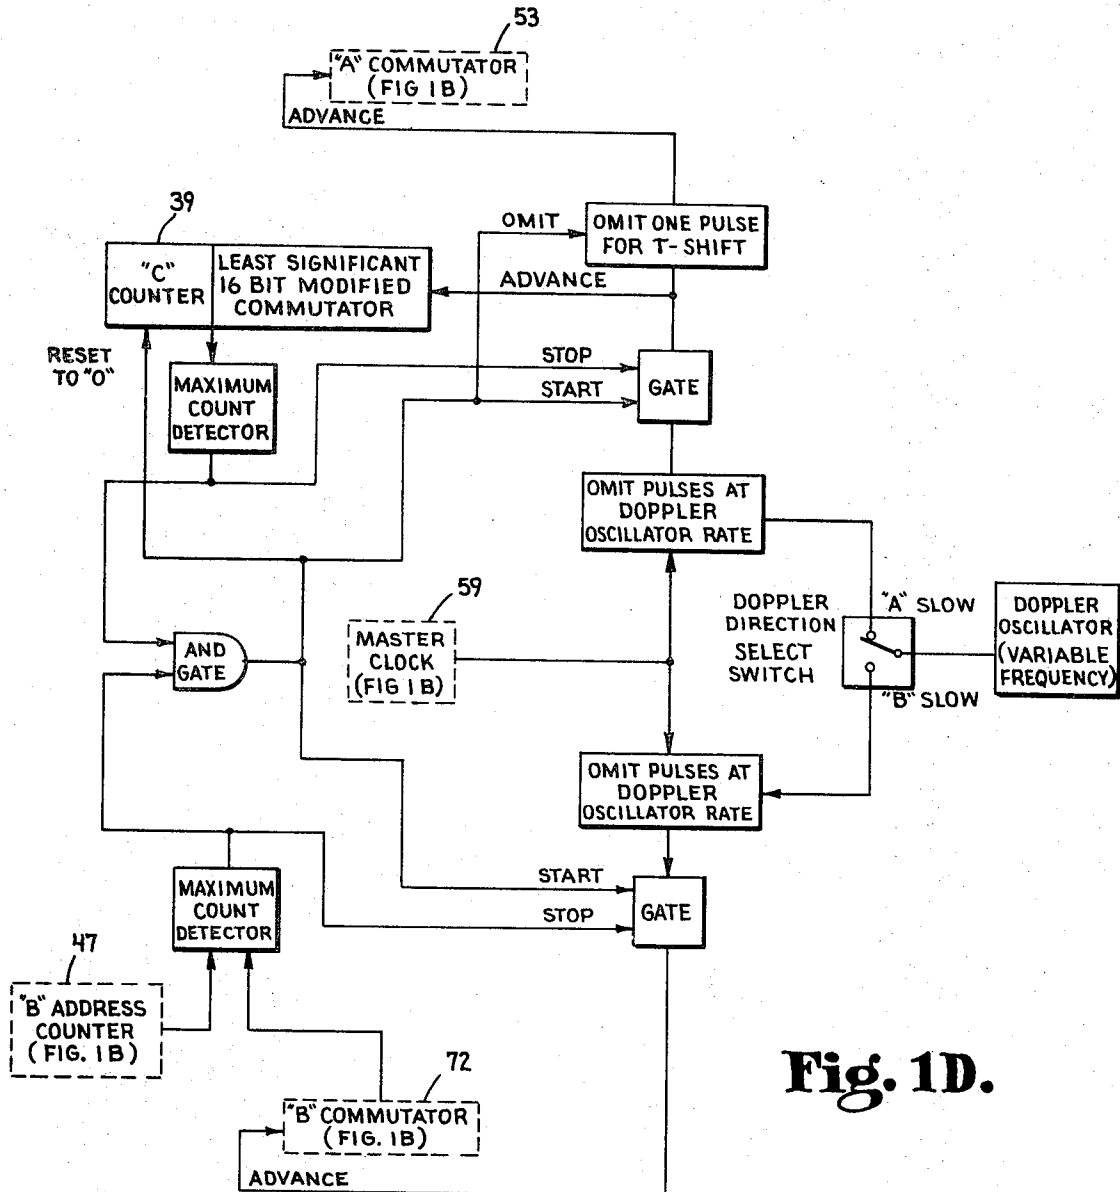 53
"A" COMMUTATOR
(FIG 1B)
ADVANCE
39
OMIT
OMIT ONE PULSE
FOR T-SHIFT
"C"
COUNTER
LEAST SIGNIFICANT
16 BIT MODIFIED
COMMUTATOR
ADVANCE
RESET
TO "0"
STOP
START
GATE
MAXIMUM
COUNT
DETECTOR
OMIT PULSES AT
DOPPLER
OSCILLATOR RATE
59
MASTER
CLOCK
(FIG 1B)
AND
GATE
DOPPLER
DIRECTION
SELECT
SWITCH
"A" SLOW
"B" SLOW
DOPPLER
OSCILLATOR
(VARIABLE
FREQUENCY)
OMIT PULSES AT
DOPPLER
OSCILLATOR RATE
MAXIMUM
COUNT
DETECTOR
START
STOP
GATE
47
"B" ADDRESS
COUNTER
(FIG. 1B)
72
"B" COMMUTATOR
(FIG. 1B)
ADVANCE
Fig. 1D.